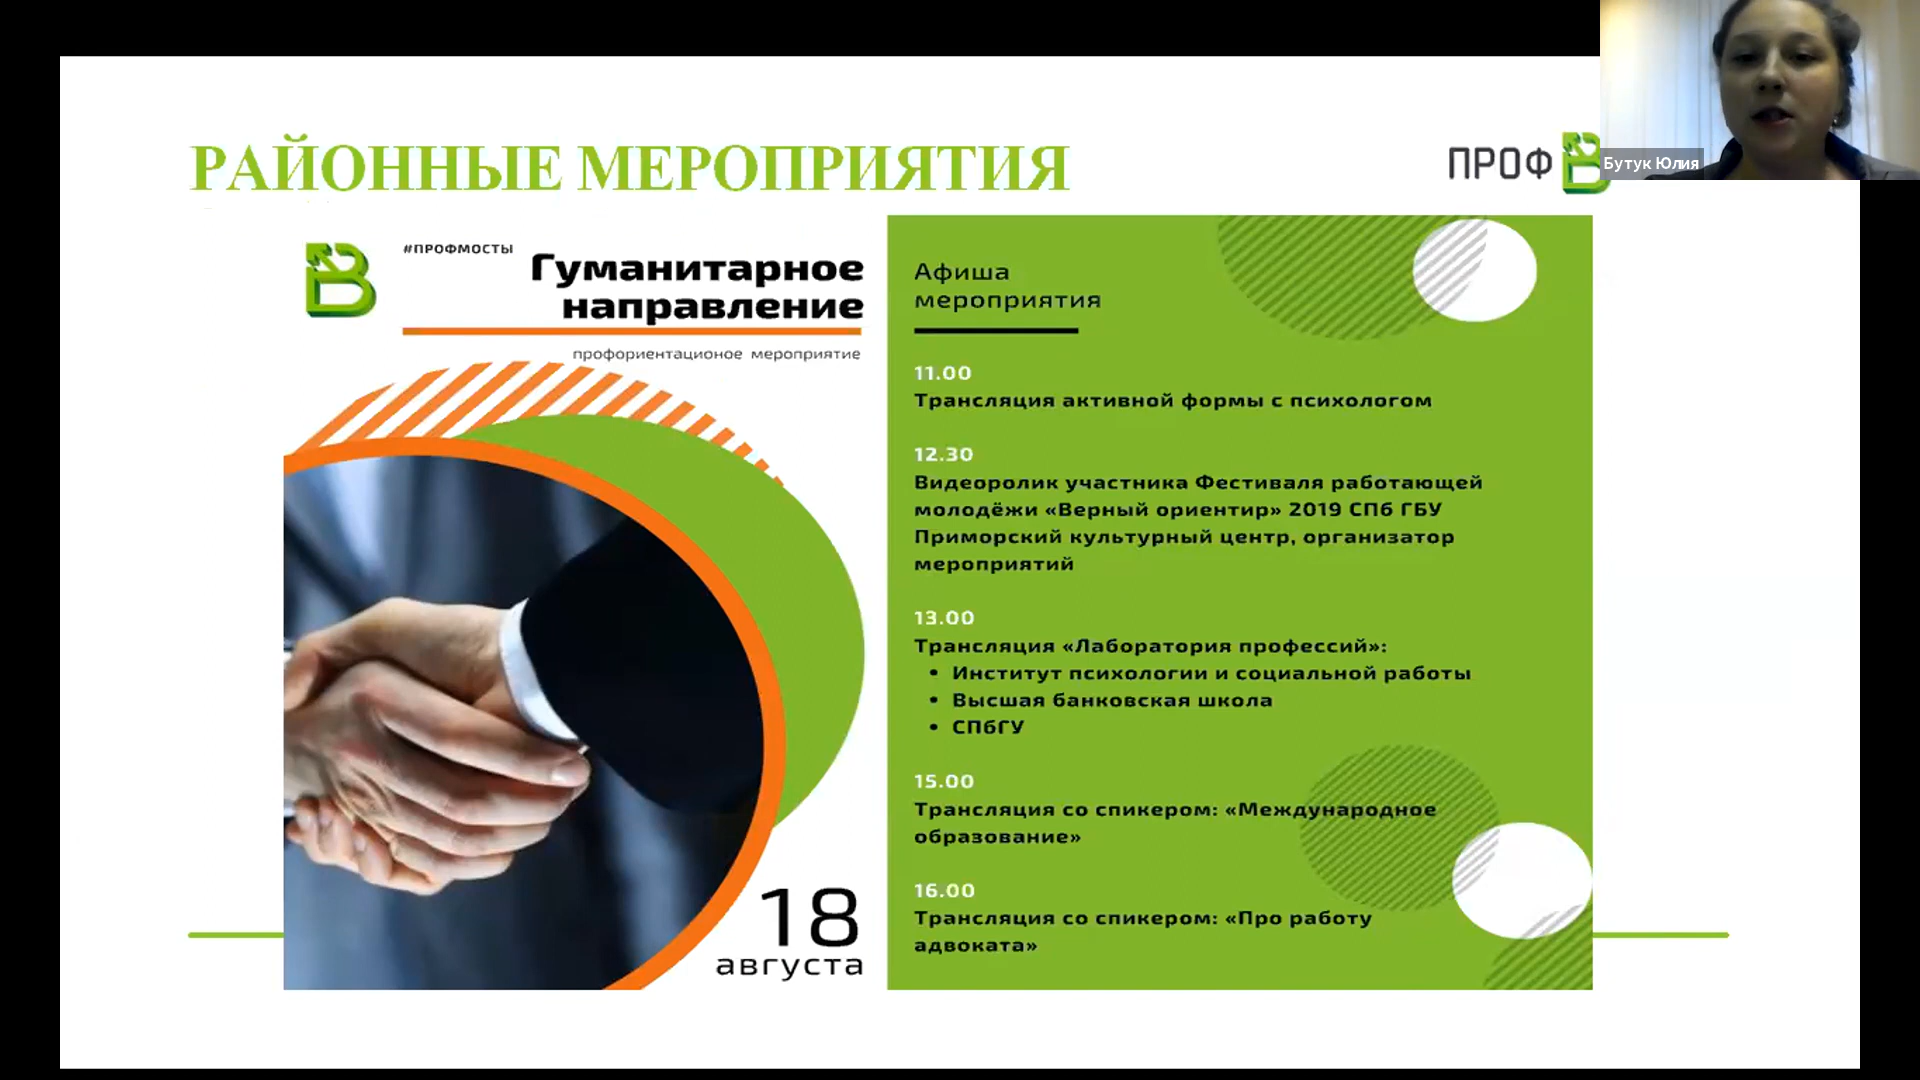 РАЙОННЫЕ МЕРОПРИЯТИЯ
ПРОФ
Бутук Юлия
#ПРОФМОСТЫ
Гуманитарное
направление
профориентационое мероприятие
18
августа
Афиша
мероприятия
11.00
Трансляция активной формы с психологом
12.30
Видеоролик участника Фестиваля работающей
молодёжи «Верный ориентир» 2019 СПб ГБУ
Приморский культурный центр, организатор
мероприятий
13.00
Трансляция «Лаборатория профессий»:
• Институт психологии и социальной работы
• Высшая банковская школа
• СПбГУ
15.00
Трансляция со спикером: «Международное
образование»
16.00
Трансляция со спикером: «Про работу
адвоката»